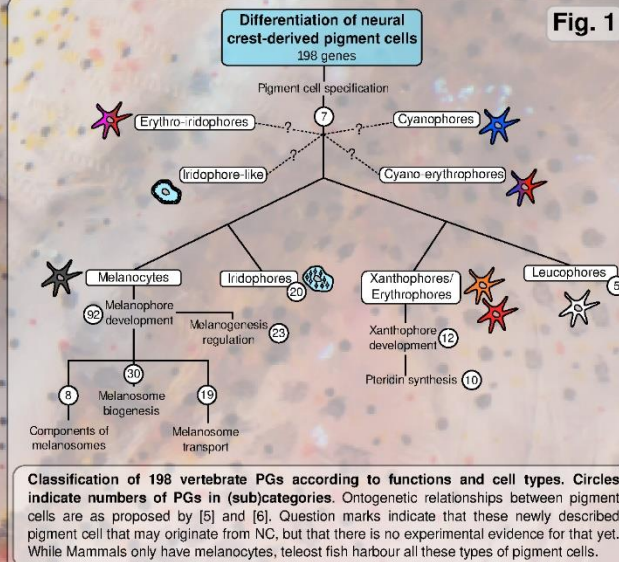 Fig. 1
Differentiation of neural
crest-derived pigment cells
198 genes
Pigment cell specification
7
Erythro-iridophores
?
?
Cyanophores
Iridophore-like
?
?
Cyano-erythrophores
Melanocytes
Iridophores
20
Xanthophores/
Erythrophores
Leucophores
5
92
Melanophore
development
Melanogenesis
regulation
23
Xanthophore
development
12
Pteridin synthesis
10
8
30
19
Melanosome
biogenesis
Components of
melanosomes
Melanosome
transport
Classification of 198 vertebrate PGs according to functions and cell types. Circles
indicate numbers of PGs in (sub)categories. Ontogenetic relationships between pigment
cells are as proposed by [5] and [6]. Question marks indicate that these newly described
pigment cell that may originate from NC, but that there is no experimental evidence for that yet.
While Mammals only have melanocytes, teleost fish harbour all these types of pigment cells.